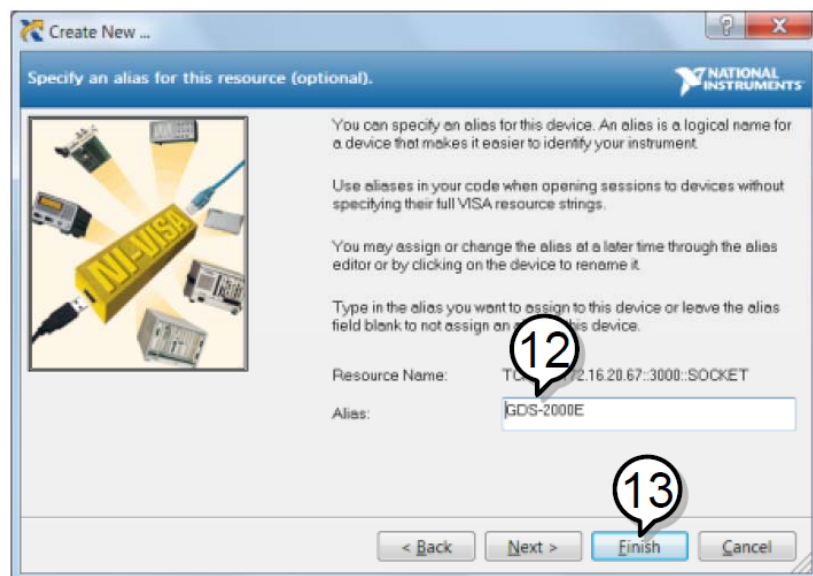 Create New ...
Specify an alias for this resource (optional).
NATIONAL
INSTRUMENTS
You can specify an alias for this device. An alias is a logical name for
a device that makes it easier to identify your instrument.
Use aliases in your code when opening sessions to devices without
specifying their full VISA resource strings.
You may assign or change the alias at a later time through the alias
editor or by clicking on the device to rename it.
Type in the alias you want to assign to this device or leave the alias
field blank to not assign an this device.
NI-VISA
12
Resource Name: 2.16.20.67::3000::SOCKET
Alias: GDS-2000E
13
< Back Next > Finish Cancel